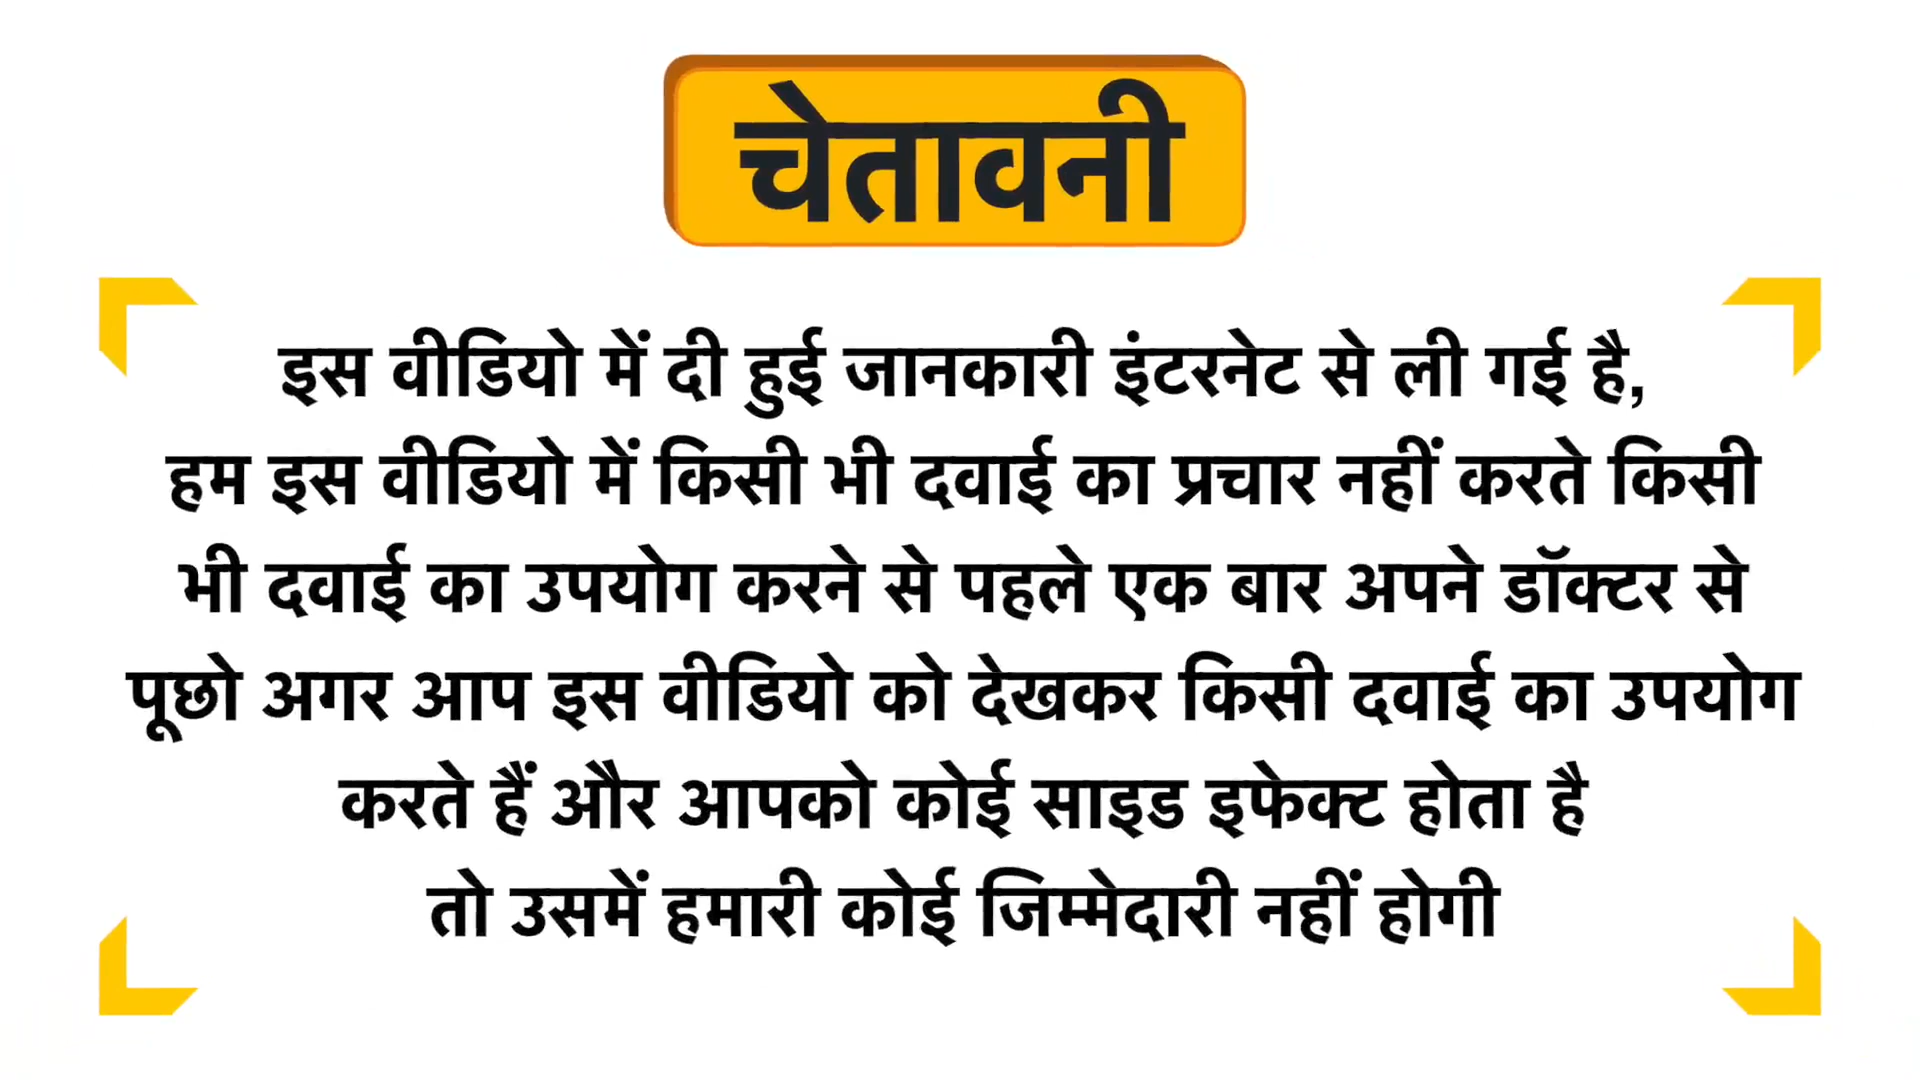 चेतावनी
इस वीडियो में दी हुई जानकारी इंटरनेट से ली गई है,
हम इस वीडियो में किसी भी दवाई का प्रचार नहीं करते किसी
भी दवाई का उपयोग करने से पहले एक बार अपने डॉक्टर से
पूछो अगर आप इस वीडियो को देखकर किसी दवाई का उपयोग
करते हैं और आपको कोई साइड इफेक्ट होता है
तो उसमें हमारी कोई जिम्मेदारी नहीं होगी